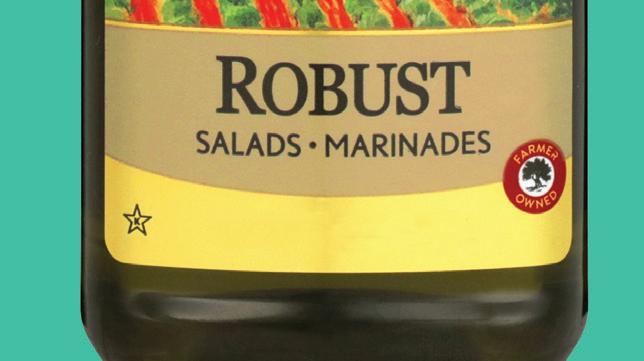 ROBUST
SALADS • MARINADES
FARMER
OWNED
K